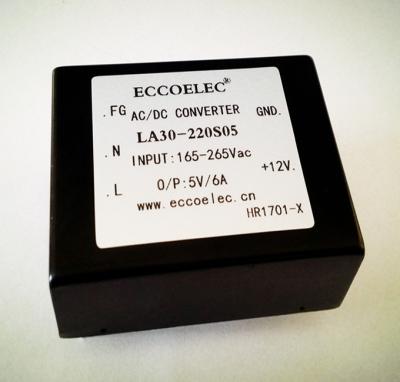 ECCOELEC®
.FG AC/DC CONVERTER GND.
LA30-220S05
.N INPUT:165-265Vac
+12V.
.L O/P:5V/6A
www.eccoelec.cn
HR1701-X